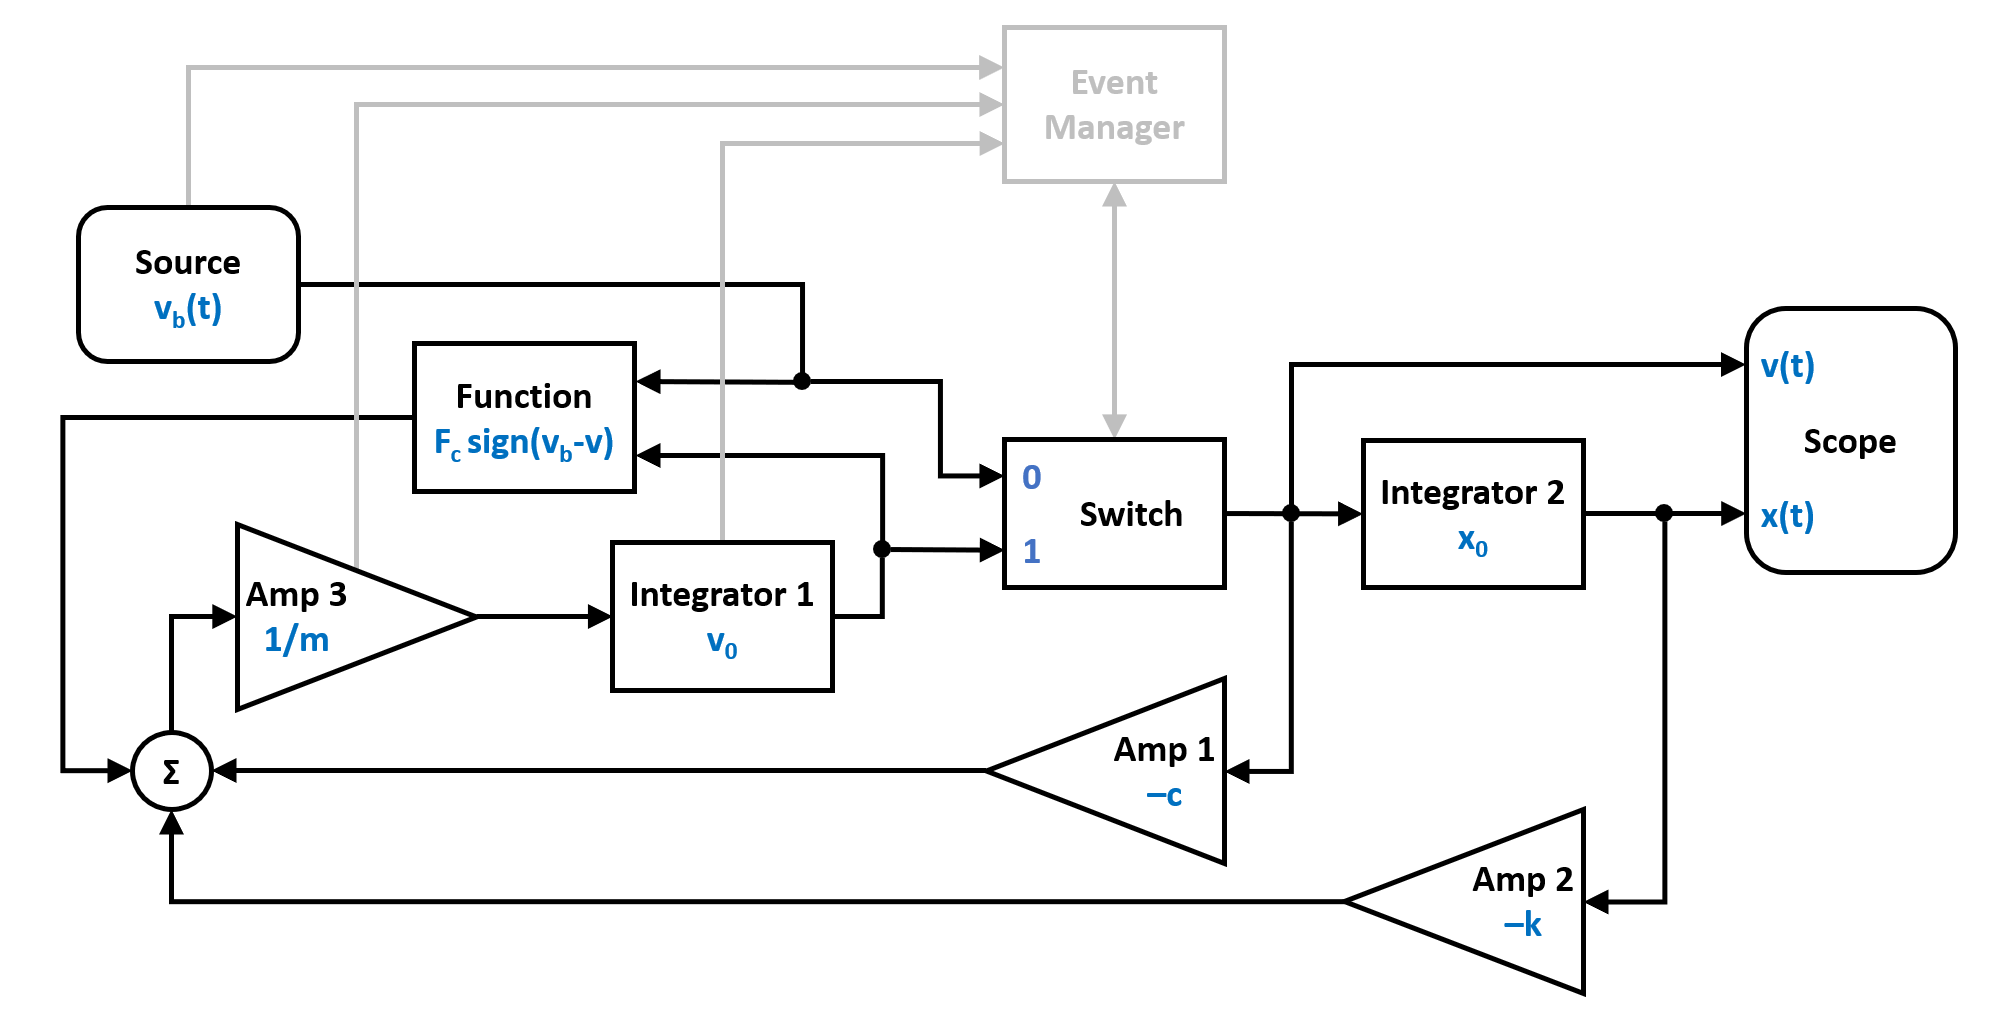 Event
Manager
Source
v_b(t)
Function
F_c sign(v_b-v)
0
1
Switch
Integrator 2
x_0
v(t)
Scope
x(t)
Amp 3
1/m
Integrator 1
v_0
Σ
Amp 1
–c
Amp 2
–k